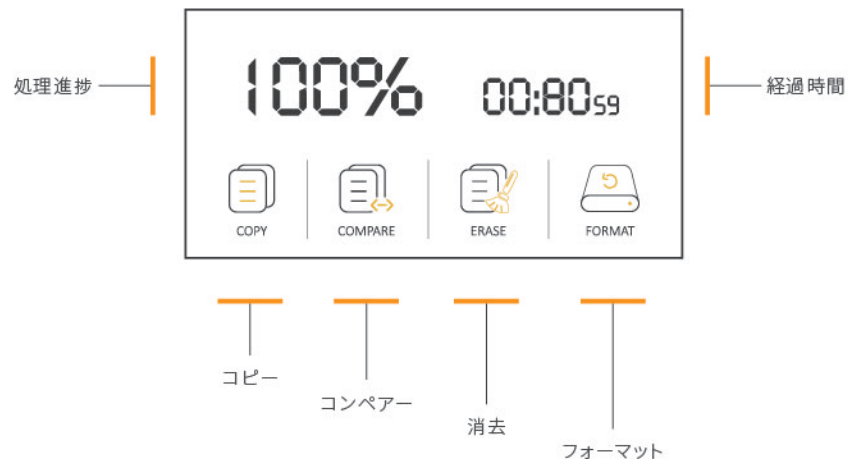 100% 00:80 59
処理進捗
経過時間
COPY COMPARE ERASE FORMAT
コピー
コンペアー
消去
フォーマット